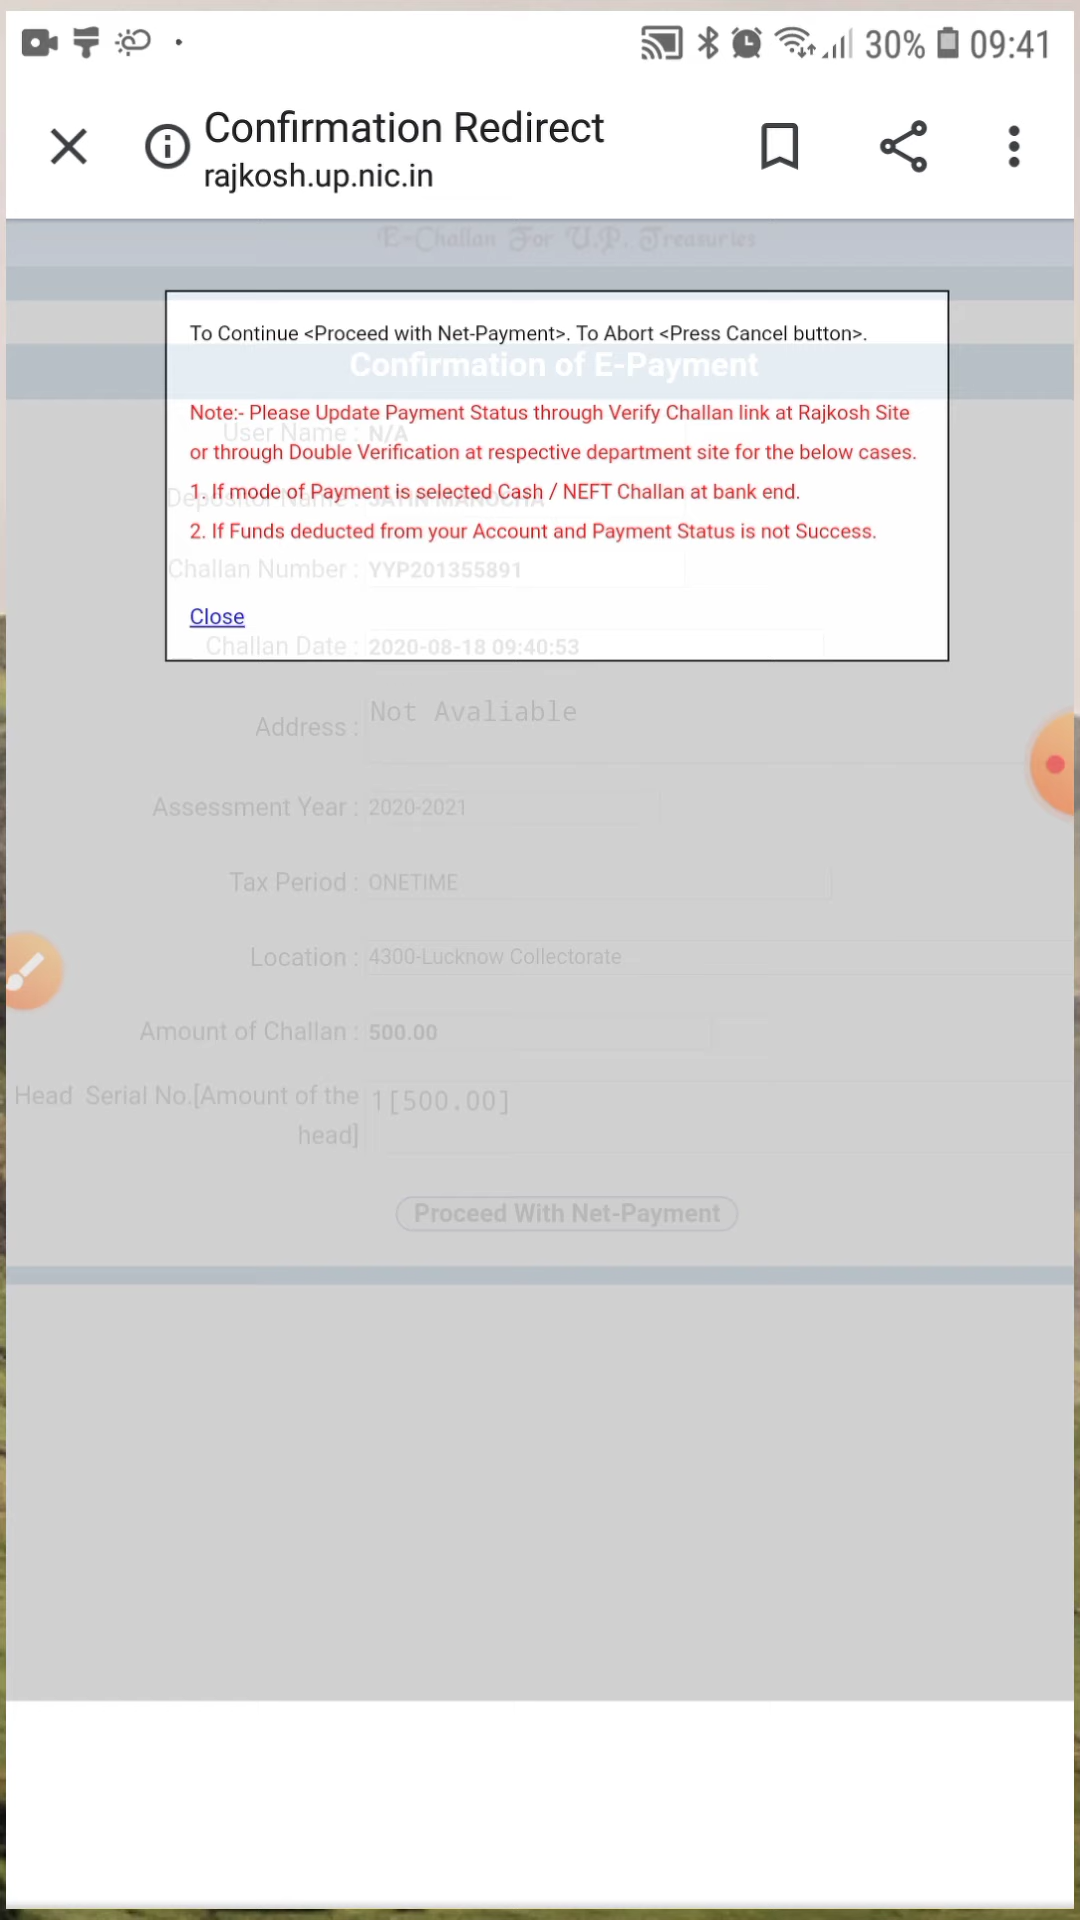 30% 09:41
Confirmation Redirect
rajkosh.up.nic.in
E-Challan For U.P. Treasuries
To Continue <Proceed with Net-Payment>. To Abort <Press Cancel button>.
Confirmation of E-Payment
Note:- Please Update Payment Status through Verify Challan link at Rajkosh Site
User Name : N/A
or through Double Verification at respective department site for the below cases.
1. If mode of Payment is selected Cash / NEFT Challan at bank end.
Depositor Name : JATIN MANOCHA
2. If Funds deducted from your Account and Payment Status is not Success.
Challan Number : YYP201355891
Close
Challan Date : 2020-08-18 09:40:53
Address : Not Avaliable
Assessment Year : 2020-2021
Tax Period : ONETIME
Location : 4300-Lucknow Collectorate
Amount of Challan : 500.00
Head Serial No.[Amount of the 1[500.00]
head]
Proceed With Net-Payment